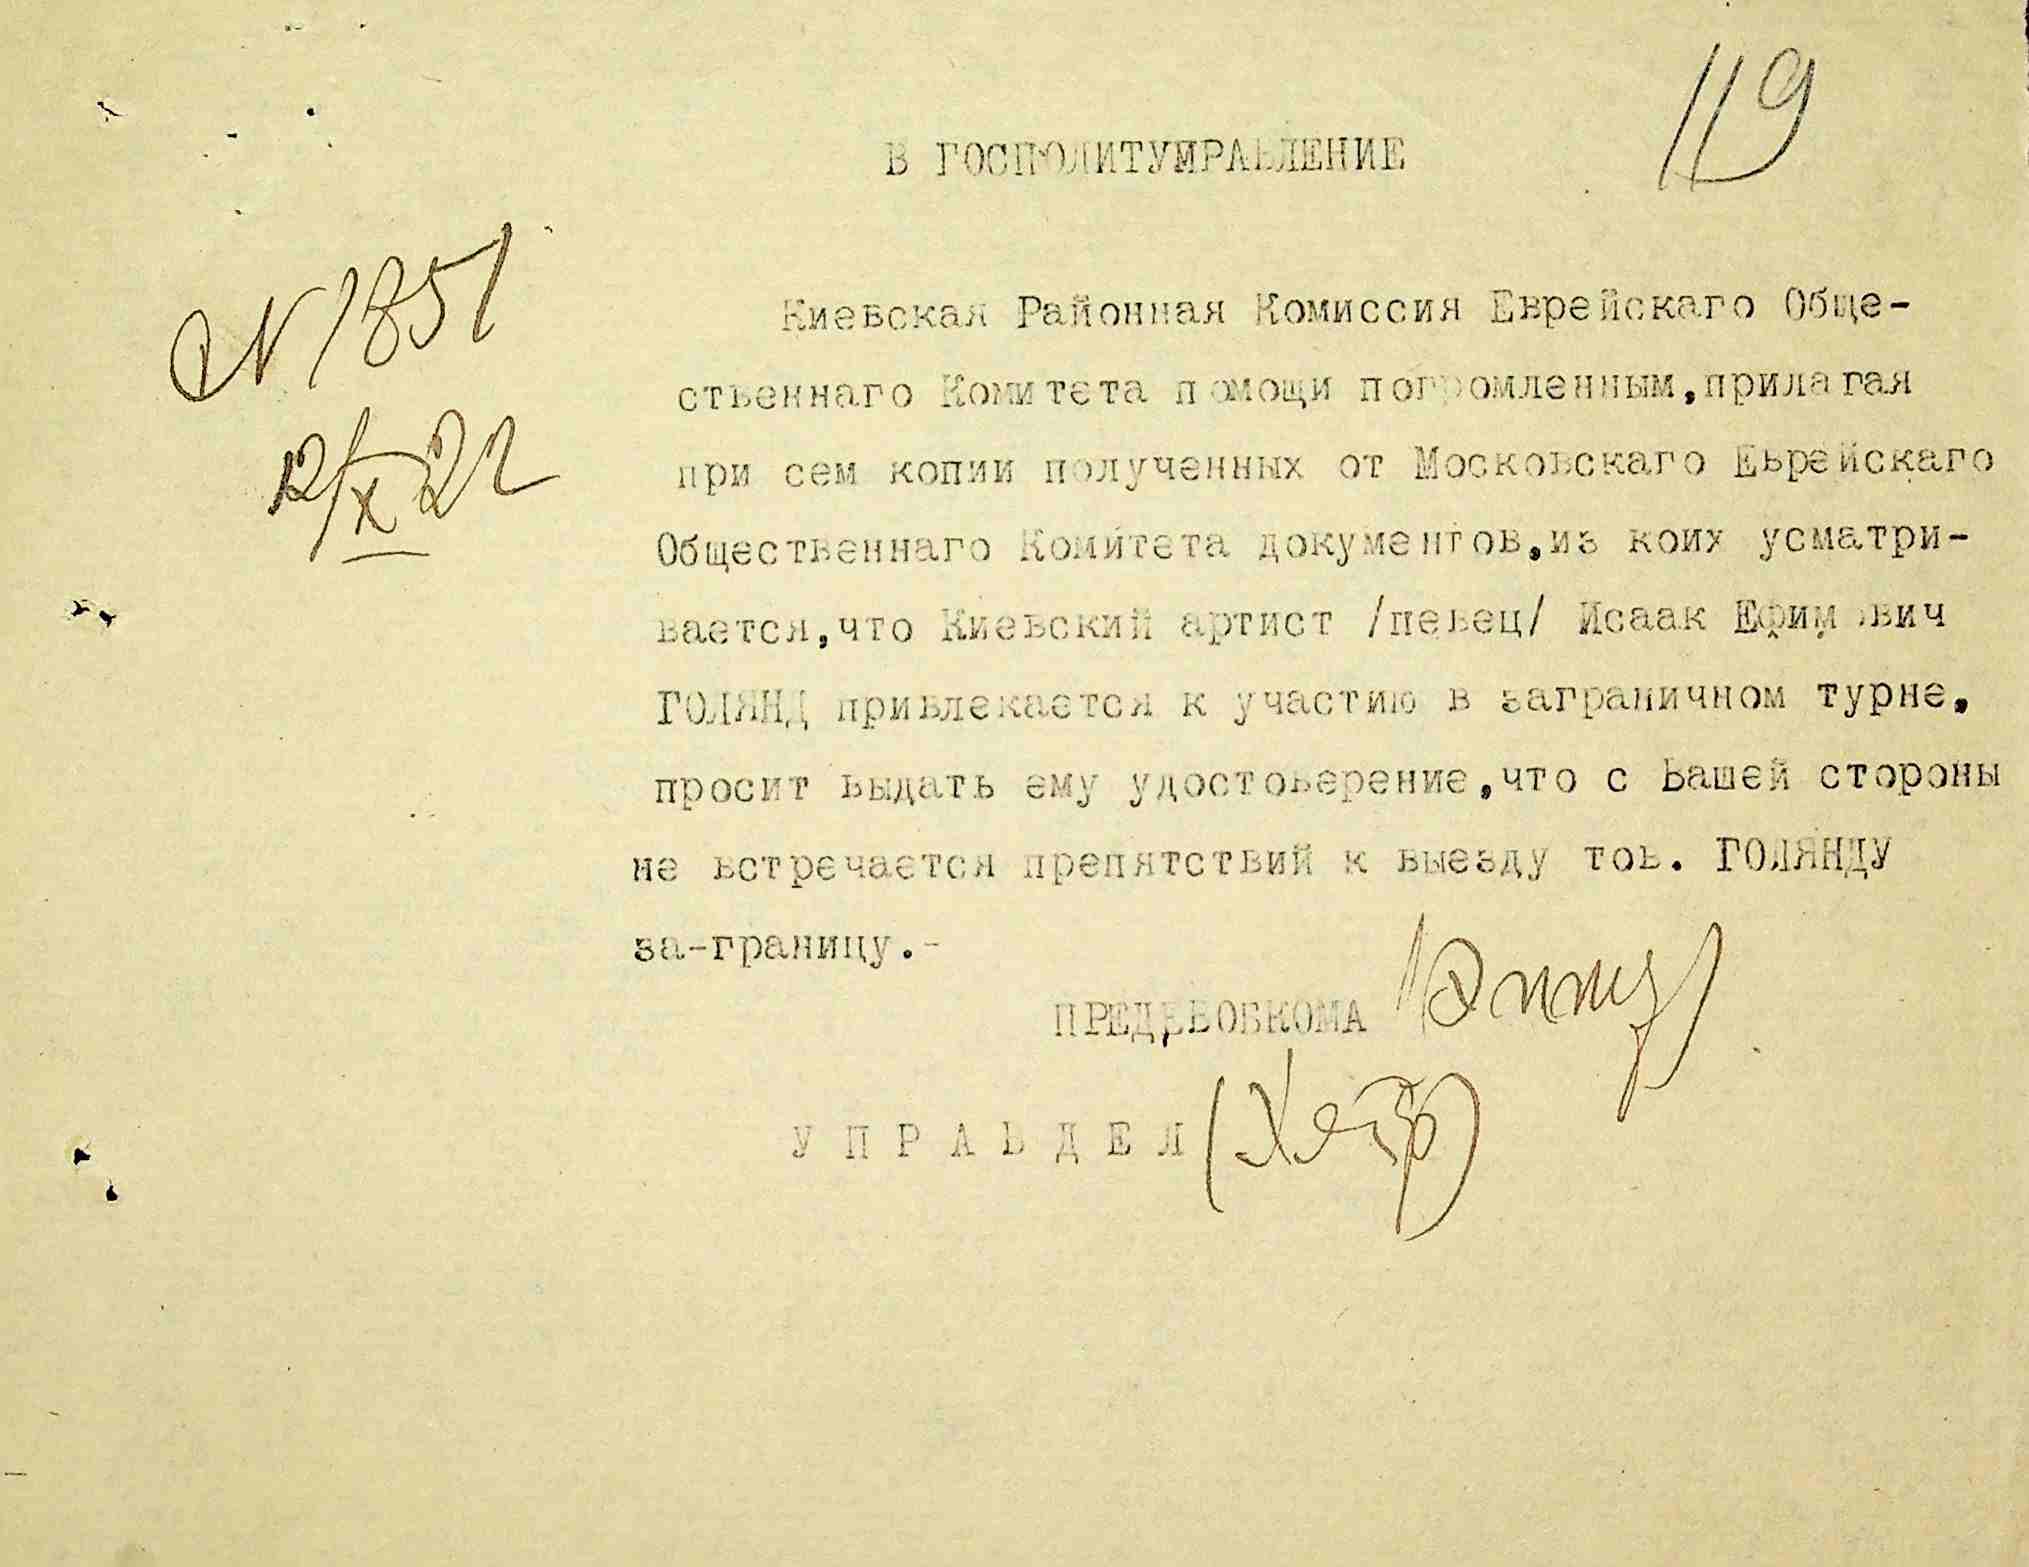 119
В ГОСПОЛИТУПРАВЛЕНИЕ
N 1851
12/X 22
Киевская Районная Комиссия Еврейскаго Обще-
ственнаго Комитета помощи погромленным,прилагая
при сем копии полученных от Московскаго Еврейскаго
Общественнаго Комитета документов,из коих усматри-
вается,что Киевский артист /певец/ Исаак Ефимович
ГОЛЯНД привлекается к участию в заграничном турне,
просит выдать ему удостоверение,что с Вашей стороны
не встречается препятствий к выезду тов. ГОЛЯНДУ
за-границу.-
ПРЕДЕВОБКОМА
УПРАВДЕЛ